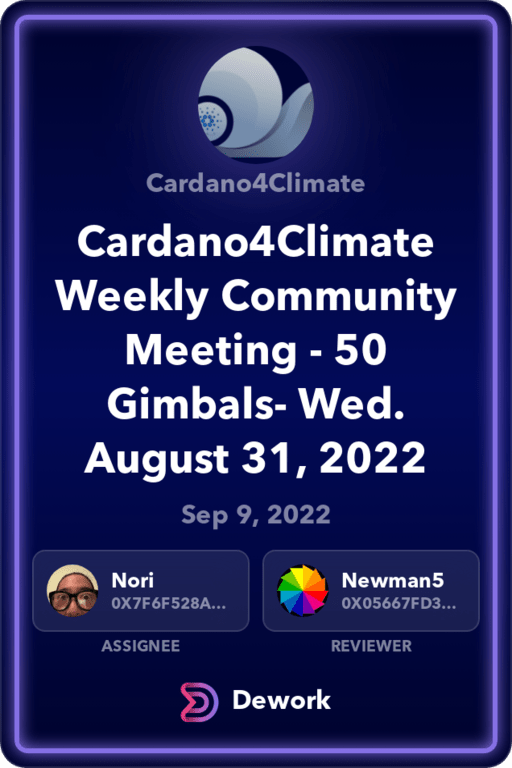 Cardano4Climate
Cardano4Climate
Weekly Community
Meeting - 50
Gimbals- Wed.
August 31, 2022
Sep 9, 2022
Nori
0X7F6F528A...
Newman5
0X05667FD3...
ASSIGNEE
REVIEWER
Dework